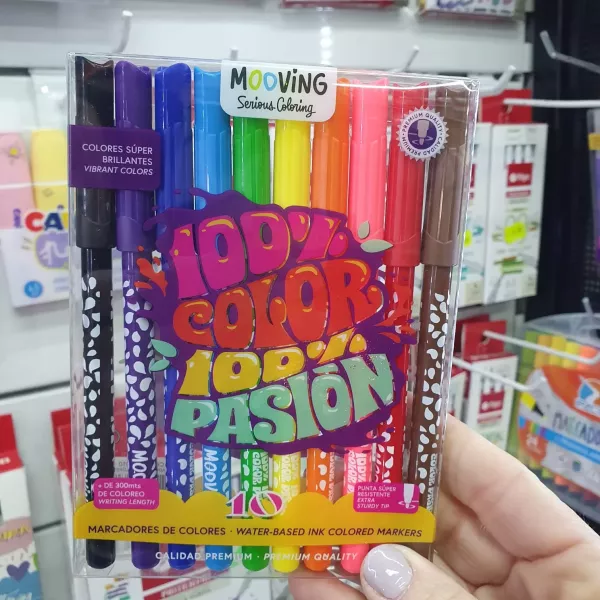 MOOVING
Serious Coloring
COLORES SÚPER
BRILLANTES
VIBRANT COLORS
PREMIUM QUALITY
CALIDAD PREMIUM
100%
COLOR
100%
PASIÓN
+ DE 300mts
DE COLOREO
WRITING LENGTH
PUNTA SÚPER
RESISTENTE
EXTRA
STURDY TIP
10
MARCADORES DE COLORES · WATER-BASED INK COLORED MARKERS
CALIDAD PREMIUM · PREMIUM QUALITY